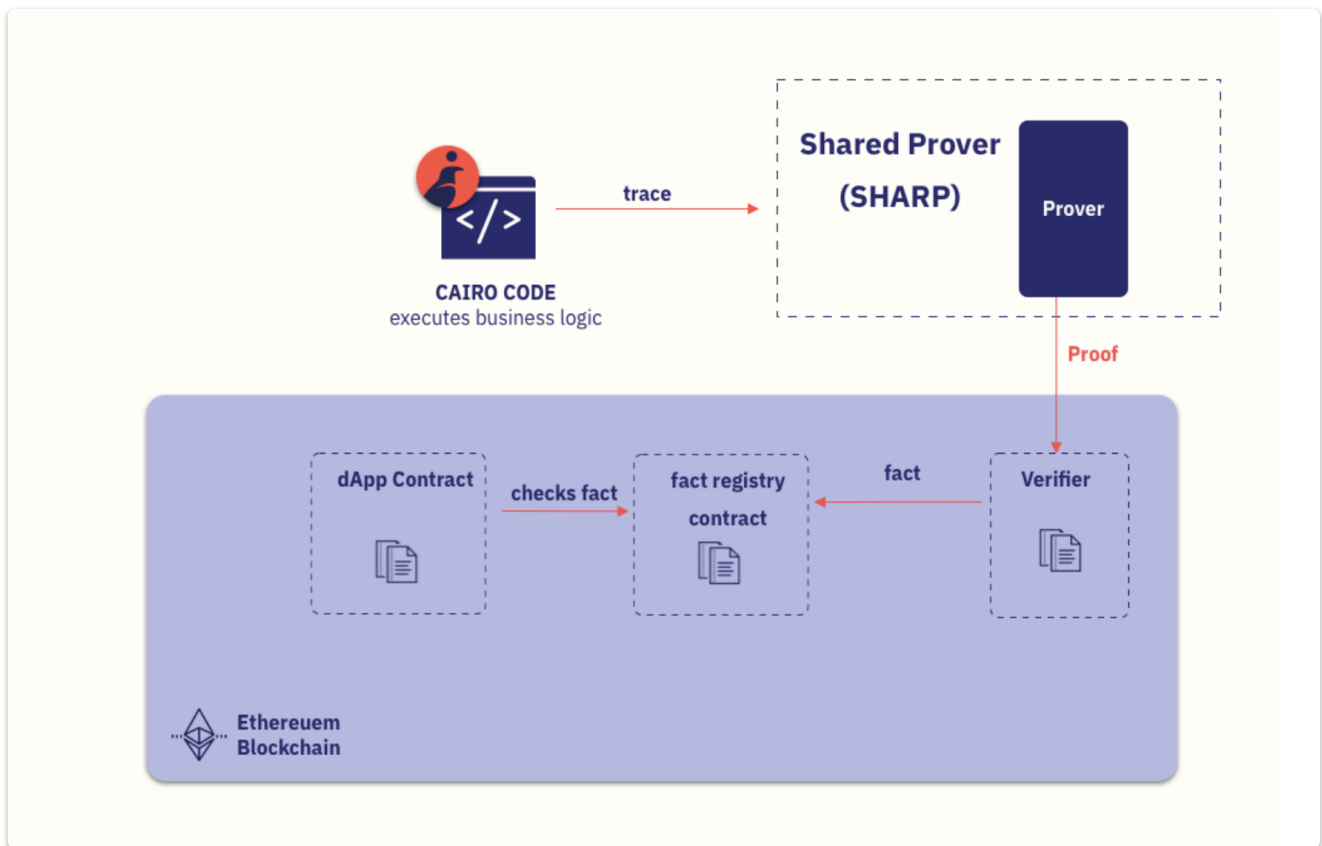 Shared Prover
(SHARP)
Prover
trace
</>
CAIRO CODE
executes business logic
Proof
dApp Contract
checks fact
fact registry
contract
fact
Verifier
Ethereuem
Blockchain